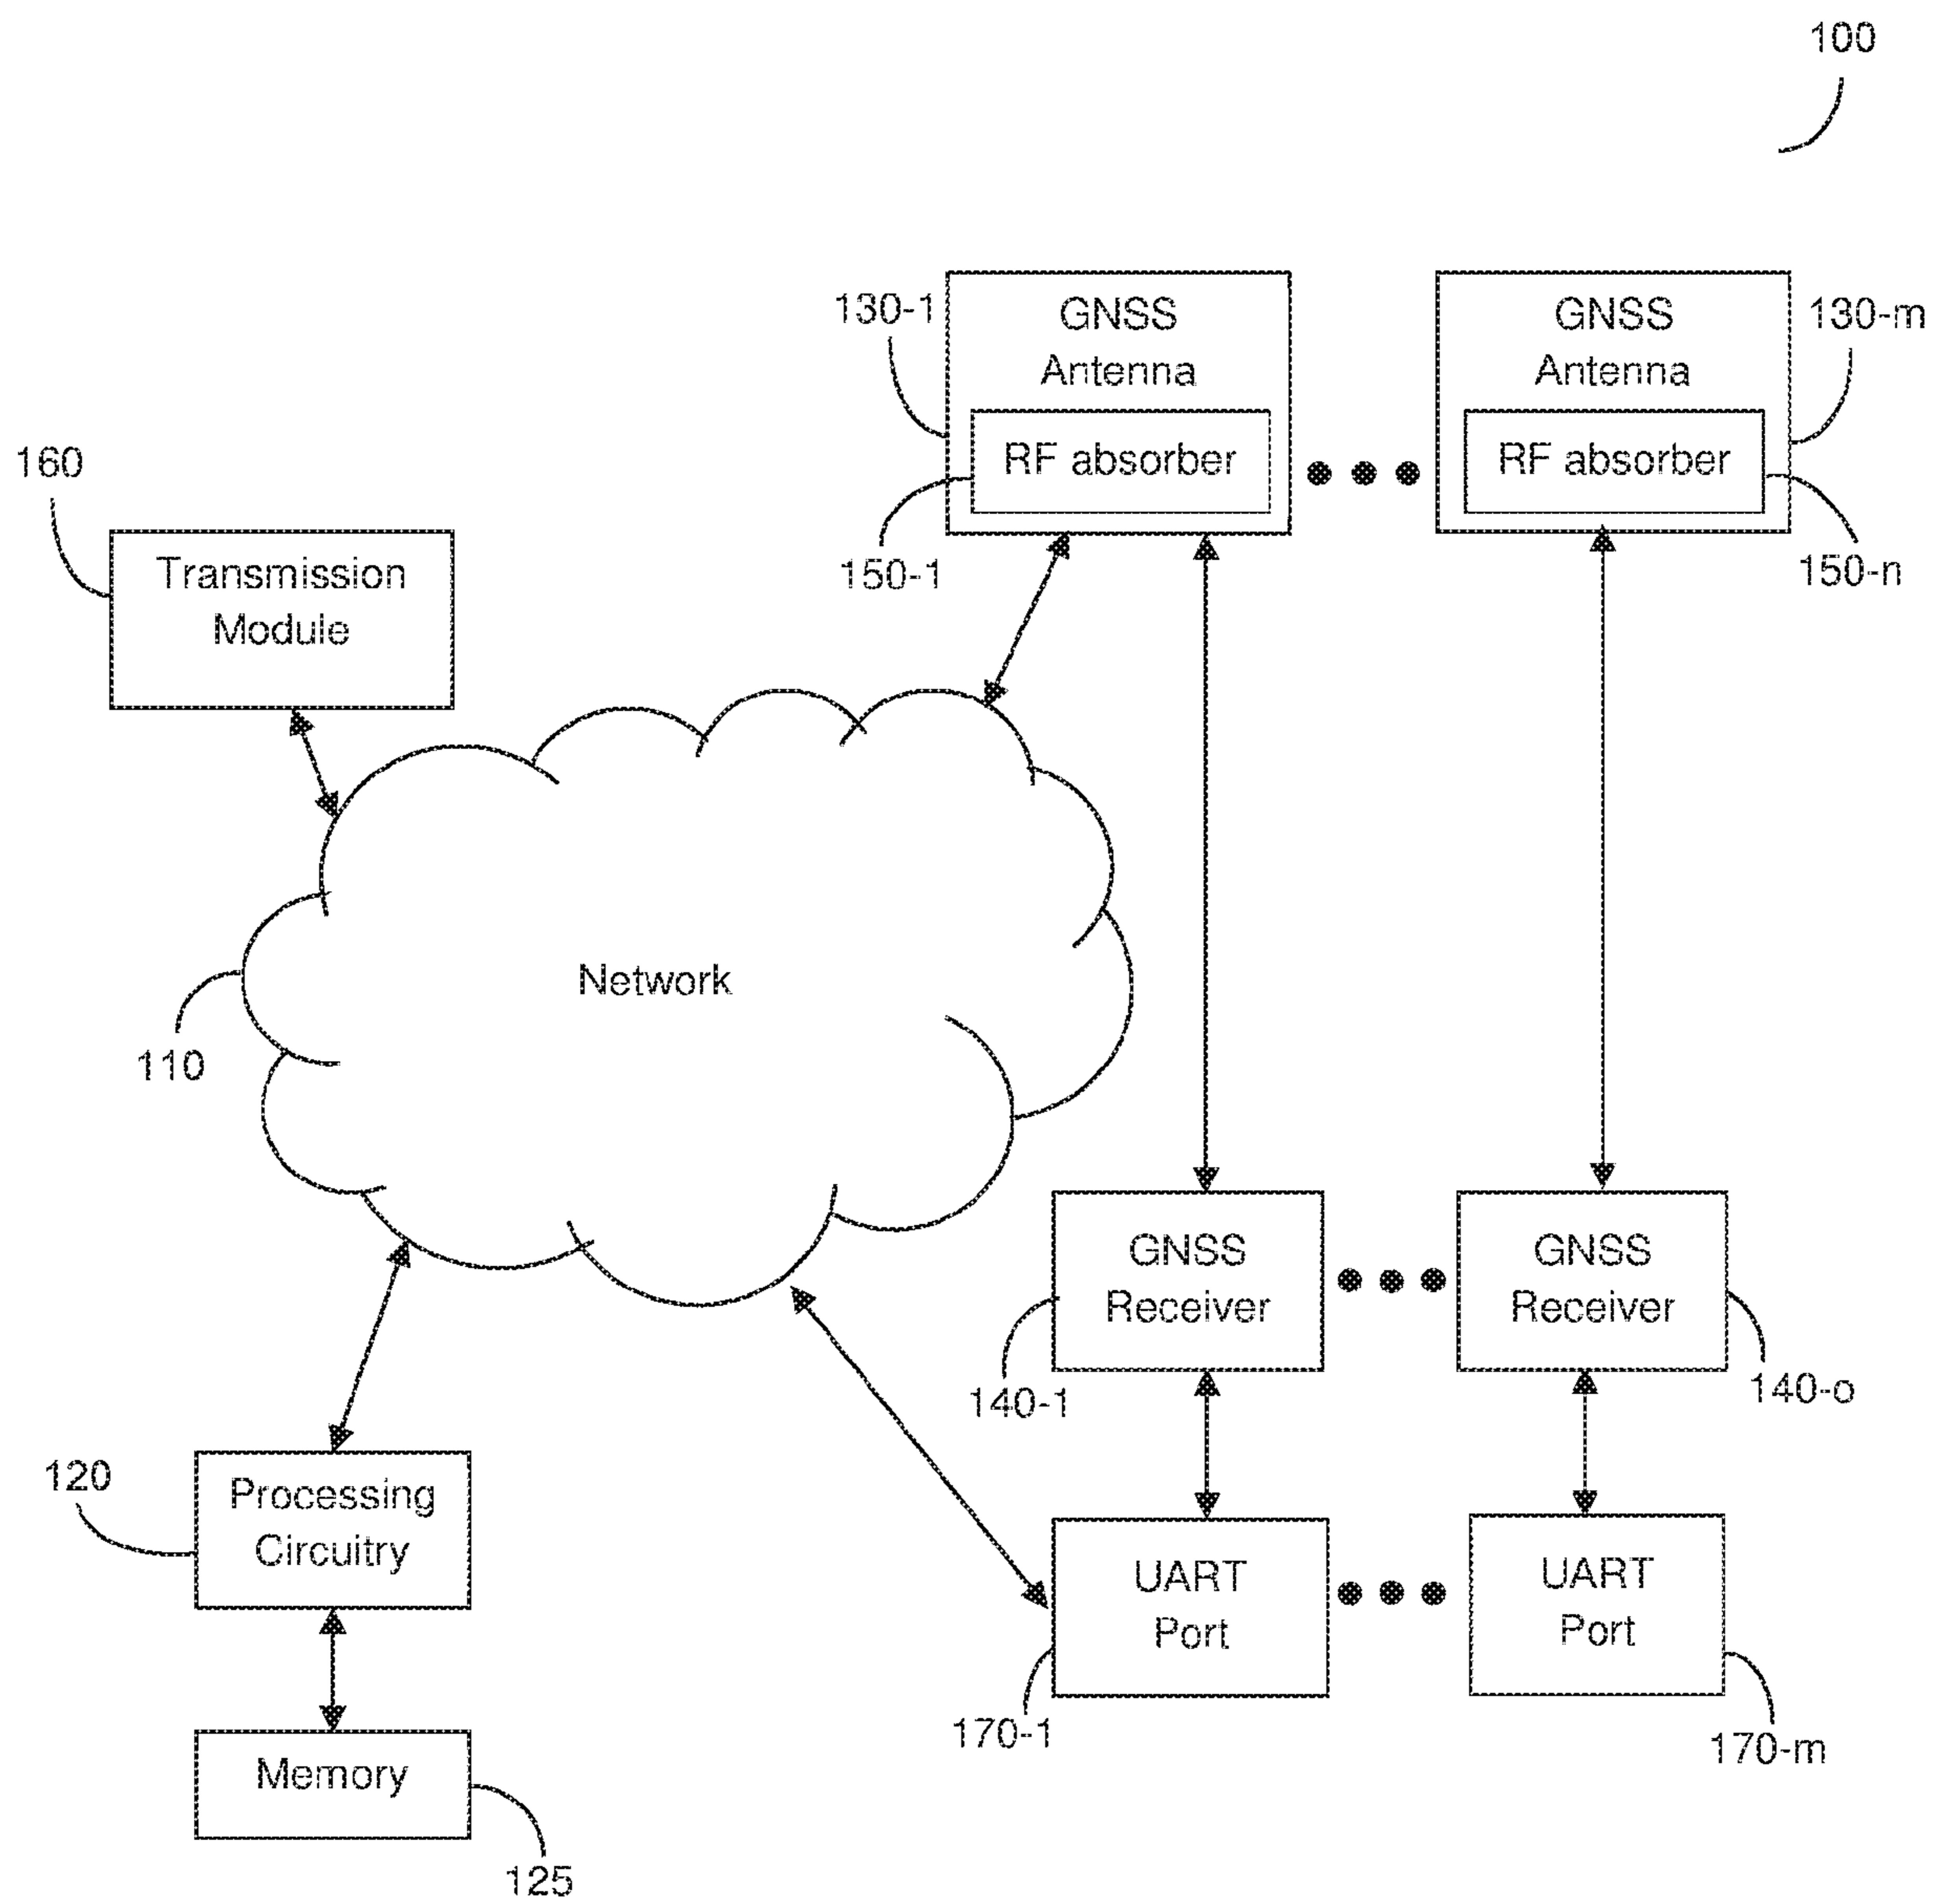 100
130-1
GNSS
Antenna
RF absorber
150-1
GNSS
Antenna
RF absorber
130-m
150-n
160
Transmission
Module
Network
110
GNSS
Receiver
140-1
GNSS
Receiver
140-o
120
Processing
Circuitry
UART
Port
170-1
UART
Port
170-m
Memory
125